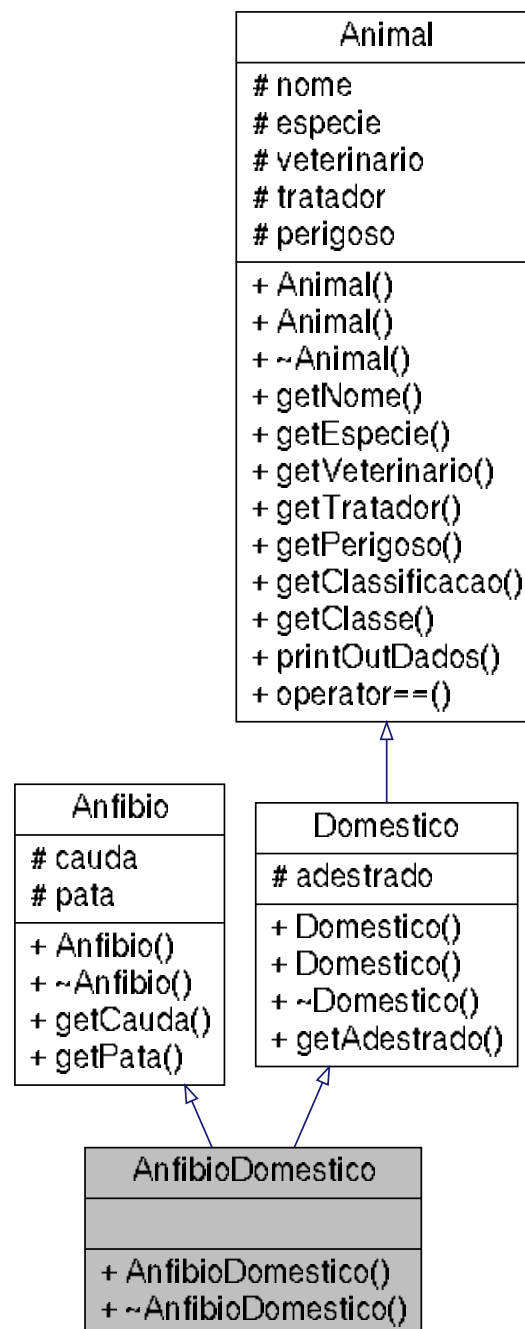 Animal
# nome
# especie
# veterinario
# tratador
# perigoso
+ Animal()
+ Animal()
+ ~Animal()
+ getNome()
+ getEspecie()
+ getVeterinario()
+ getTratador()
+ getPerigoso()
+ getClassificacao()
+ getClasse()
+ printOutDados()
+ operator==()
Anfibio
# cauda
# pata
+ Anfibio()
+ ~Anfibio()
+ getCauda()
+ getPata()
Domestico
# adestrado
+ Domestico()
+ Domestico()
+ ~Domestico()
+ getAdestrado()
AnfibioDomestico
+ AnfibioDomestico()
+ ~AnfibioDomestico()